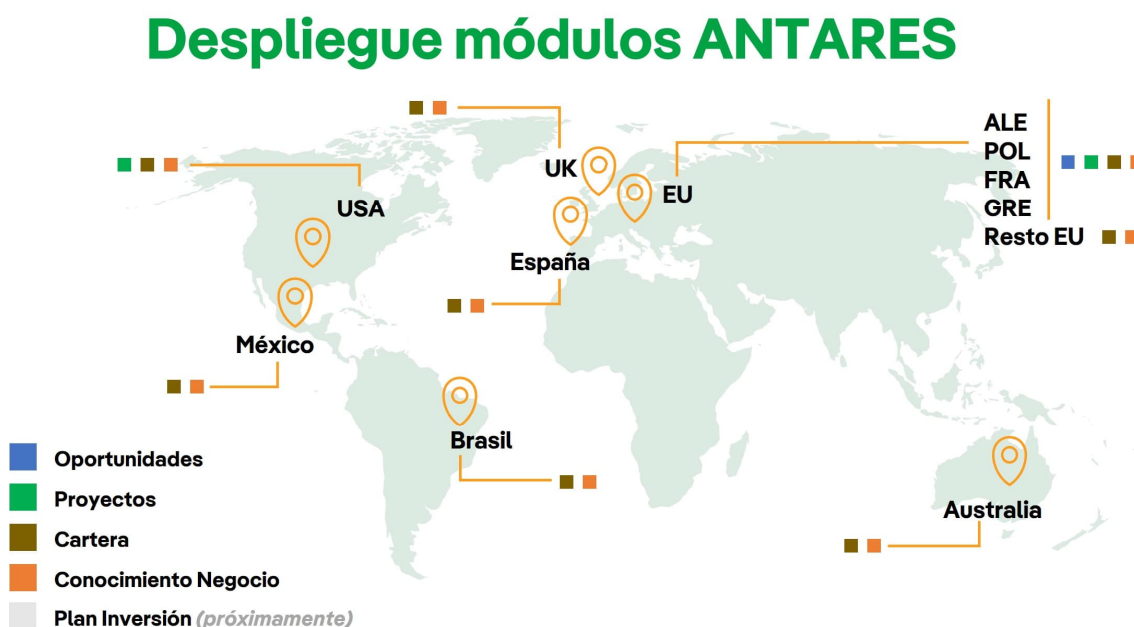 Despliegue módulos ANTARES
UK
EU
ALE
POL
FRA
GRE
Resto EU
USA
España
México
Brasil
Australia
Oportunidades
Proyectos
Cartera
Conocimiento Negocio
Plan Inversión (próximamente)